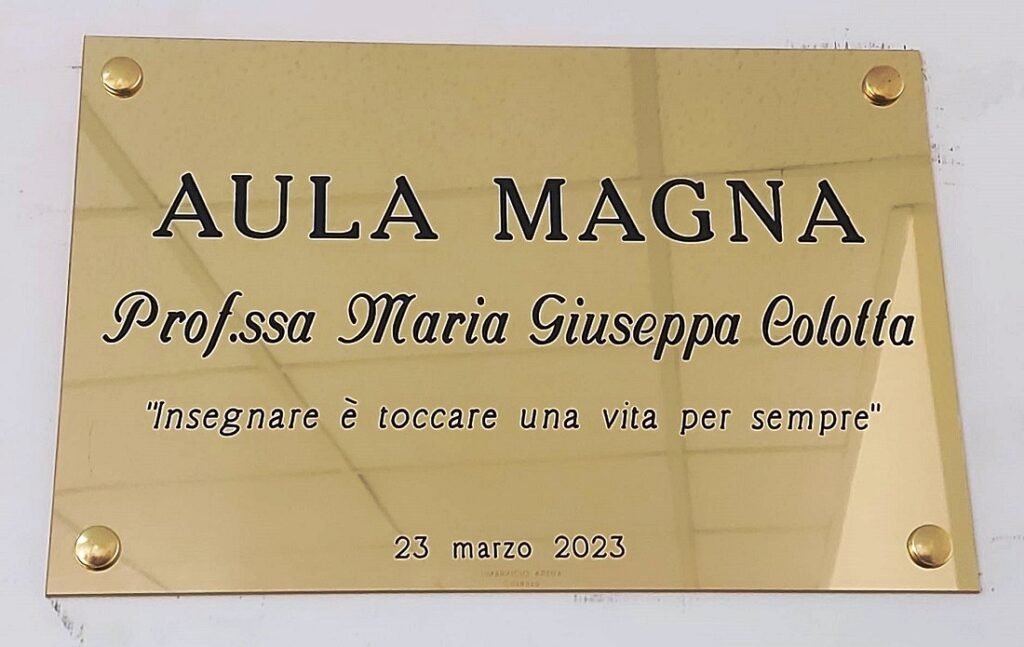 AULA MAGNA
Prof.ssa Maria Giuseppa Colotta
"Insegnare è toccare una vita per sempre"
23 marzo 2023